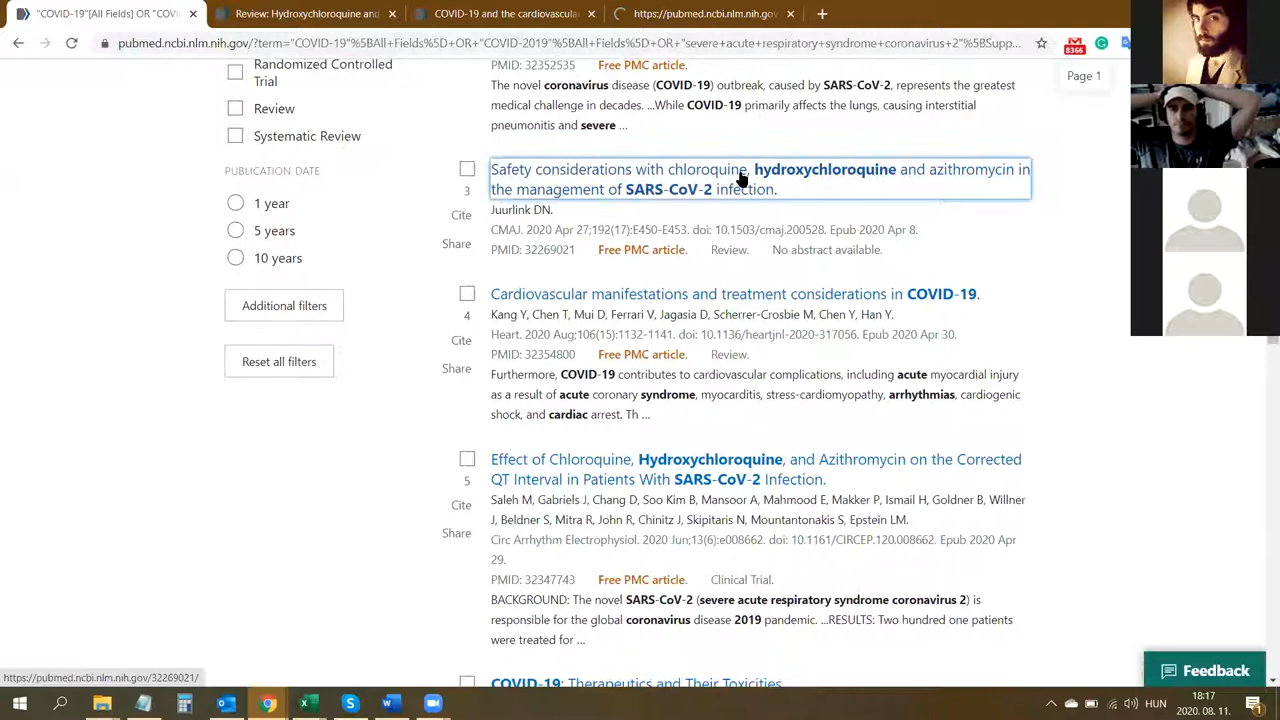 "COVID-19"[All Fields] OR "COVI
Review: Hydroxychloroquine and
COVID-19 and the cardiovascula
https://pubmed.ncbi.nlm.nih.gov/
pubmed.ncbi.nlm.nih.gov/?term="COVID-19"%5BAll+Fields%5D+OR+"COVID-2019"%5BAll+Fields%5D+OR+"severe+acute+respiratory+syndrome+coronavirus+2"%5BSupp...
8366
Page 1
Randomized Controlled
Trial
Review
Systematic Review
PUBLICATION DATE
1 year
5 years
10 years
Additional filters
Reset all filters
PMID: 32352535 Free PMC article.
The novel coronavirus disease (COVID-19) outbreak, caused by SARS-CoV-2, represents the greatest
medical challenge in decades. ...While COVID-19 primarily affects the lungs, causing interstitial
pneumonitis and severe ...
3
Cite
Share
Safety considerations with chloroquine, hydroxychloroquine and azithromycin in
the management of SARS-CoV-2 infection.
Juurlink DN.
CMAJ. 2020 Apr 27;192(17):E450-E453. doi: 10.1503/cmaj.200528. Epub 2020 Apr 8.
PMID: 32269021 Free PMC article. Review. No abstract available.
4
Cite
Share
Cardiovascular manifestations and treatment considerations in COVID-19.
Kang Y, Chen T, Mui D, Ferrari V, Jagasia D, Scherrer-Crosbie M, Chen Y, Han Y.
Heart. 2020 Aug;106(15):1132-1141. doi: 10.1136/heartjnl-2020-317056. Epub 2020 Apr 30.
PMID: 32354800 Free PMC article. Review.
Furthermore, COVID-19 contributes to cardiovascular complications, including acute myocardial injury
as a result of acute coronary syndrome, myocarditis, stress-cardiomyopathy, arrhythmias, cardiogenic
shock, and cardiac arrest. Th ...
5
Cite
Share
Effect of Chloroquine, Hydroxychloroquine, and Azithromycin on the Corrected
QT Interval in Patients With SARS-CoV-2 Infection.
Saleh M, Gabriels J, Chang D, Soo Kim B, Mansoor A, Mahmood E, Makker P, Ismail H, Goldner B, Willner
J, Beldner S, Mitra R, John R, Chinitz J, Skipitaris N, Mountantonakis S, Epstein LM.
Circ Arrhythm Electrophysiol. 2020 Jun;13(6):e008662. doi: 10.1161/CIRCEP.120.008662. Epub 2020 Apr
29.
PMID: 32347743 Free PMC article. Clinical Trial.
BACKGROUND: The novel SARS-CoV-2 (severe acute respiratory syndrome coronavirus 2) is
responsible for the global coronavirus disease 2019 pandemic. ...RESULTS: Two hundred one patients
were treated for ...
COVID-19: Therapeutics and Their Toxicities.
Feedback
https://pubmed.ncbi.nlm.nih.gov/32269021/
HUN
18:17
2020. 08. 11.